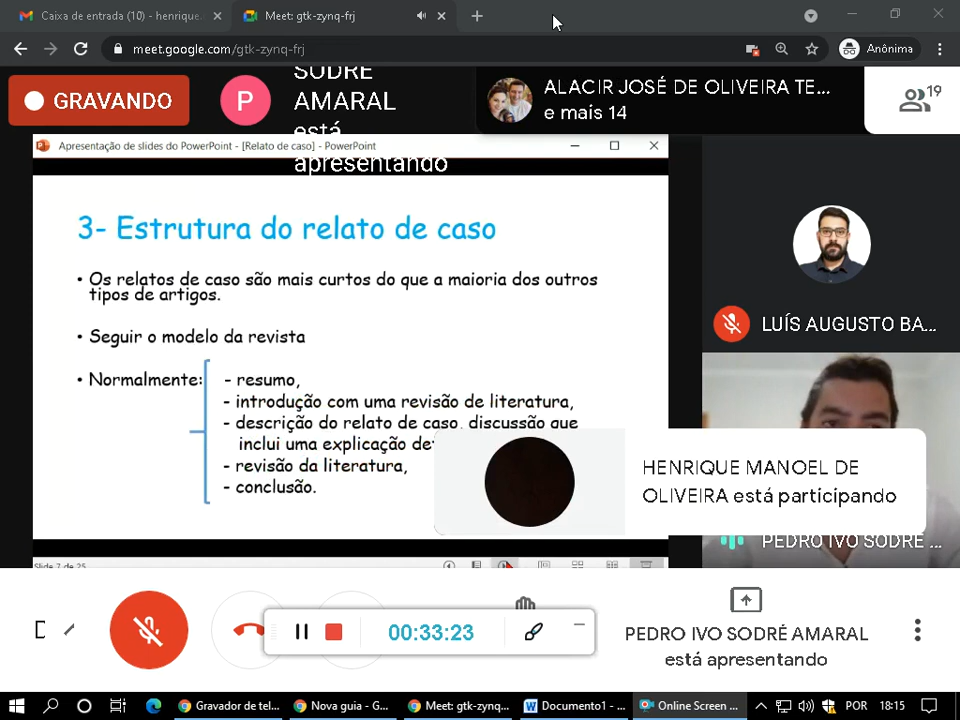 Caixa de entrada (10) - henrique.
Meet: gtk-zynq-frj
meet.google.com/gtk-zynq-frj
Anônima
GRAVANDO
P
SODRÉ
AMARAL
está
apresentando
ALACIR JOSÉ DE OLIVEIRA TE...
e mais 14
19
Apresentação de slides do PowerPoint - [Relato de caso] - PowerPoint
3- Estrutura do relato de caso
• Os relatos de caso são mais curtos do que a maioria dos outros
tipos de artigos.
• Seguir o modelo da revista
• Normalmente:
- resumo,
- introdução com uma revisão de literatura,
- descrição do relato de caso, discussão que
inclui uma explicação
- revisão da literatura,
- conclusão.
LUÍS AUGUSTO BA...
HENRIQUE MANOEL DE
OLIVEIRA está participando
PEDRO IVO SODRÉ ...
Slide 7 de 25
00:33:23
PEDRO IVO SODRÉ AMARAL
está apresentando
Gravador de tel...
Nova guia - G...
Meet: gtk-zynq...
Documento1 - ...
Online Screen ...
POR
18:15